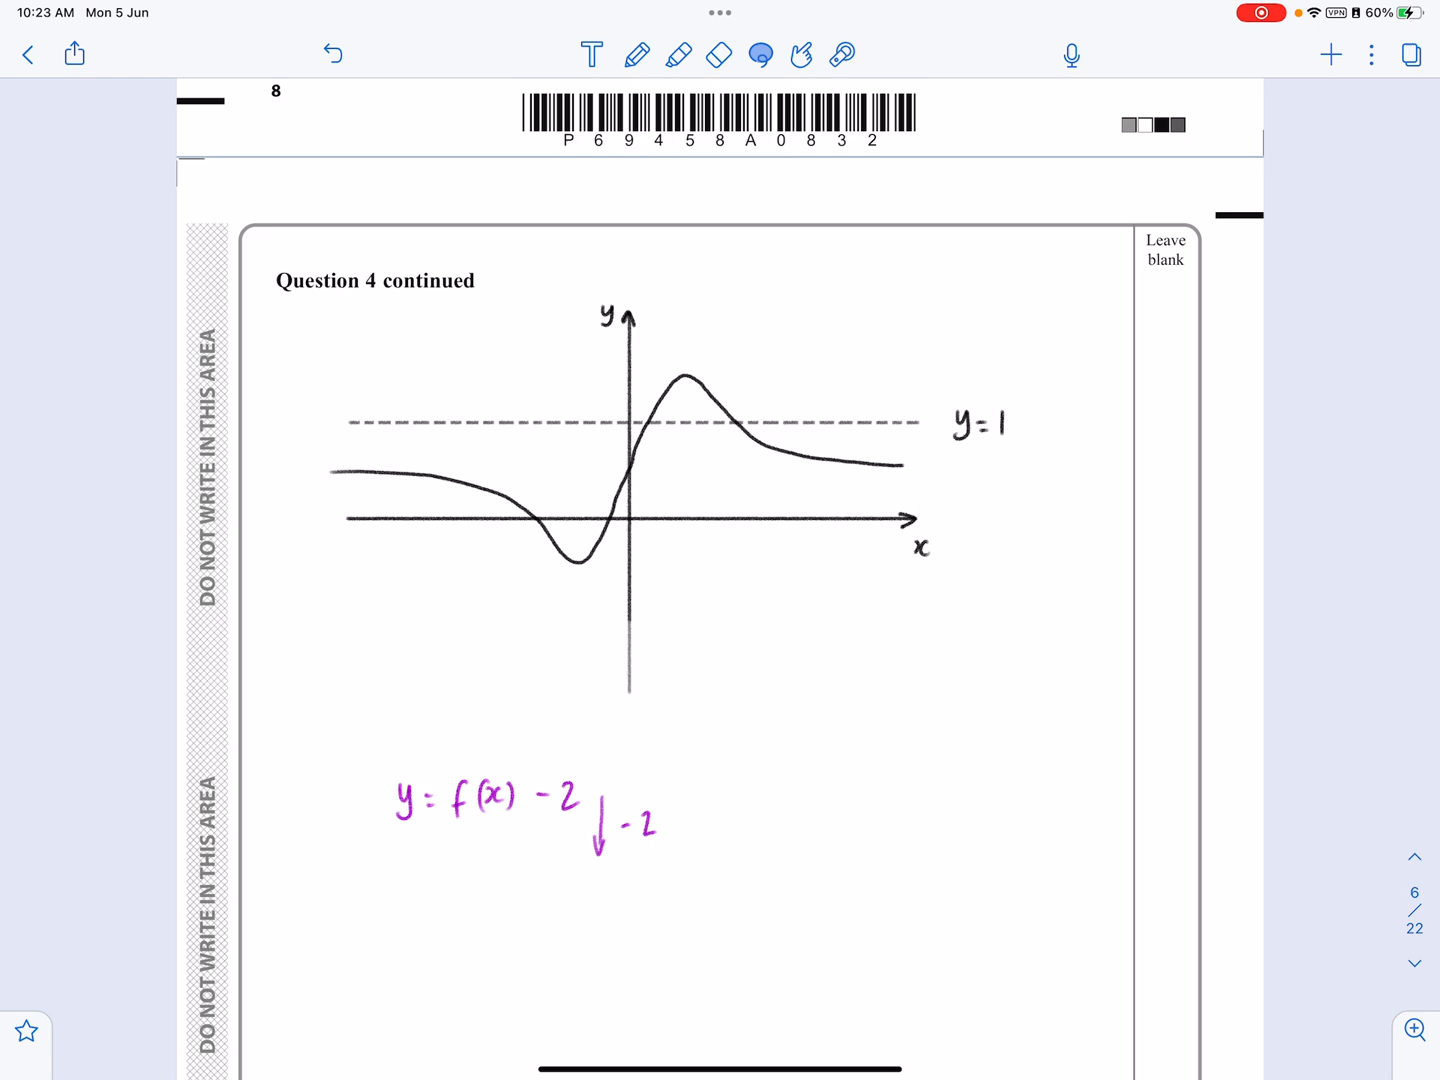 10:23 AM Mon 5 Jun
VPN 60%
8
P 6 9 4 5 8 A 0 8 3 2
Leave
blank
Question 4 continued
y
y = 1
x
y = f(x) - 2
- 2
DO NOT WRITE IN THIS AREA
DO NOT WRITE IN THIS AREA
6
/
22